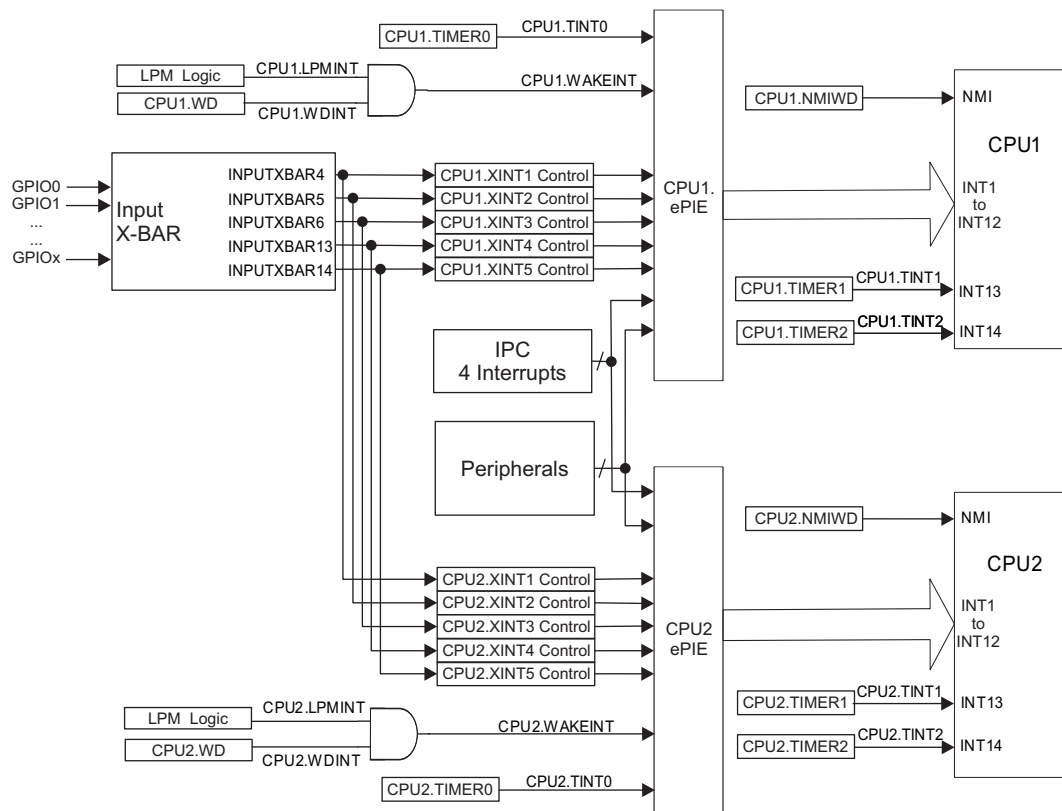 CPU1.TIMER0
CPU1.TINT0
LPM Logic
CPU1.LPMINT
CPU1.WD
CPU1.WDINT
CPU1.WAKEINT
CPU1.NMIWD
NMI
CPU1
GPIO0
GPIO1
...
...
GPIOx
Input
X-BAR
INPUTXBAR4
INPUTXBAR5
INPUTXBAR6
INPUTXBAR13
INPUTXBAR14
CPU1.XINT1 Control
CPU1.XINT2 Control
CPU1.XINT3 Control
CPU1.XINT4 Control
CPU1.XINT5 Control
CPU1.
ePIE
INT1
to
INT12
CPU1.TIMER1
CPU1.TINT1
INT13
CPU1.TIMER2
CPU1.TINT2
INT14
IPC
4 Interrupts
Peripherals
CPU2.NMIWD
NMI
CPU2
CPU2.XINT1 Control
CPU2.XINT2 Control
CPU2.XINT3 Control
CPU2.XINT4 Control
CPU2.XINT5 Control
CPU2
ePIE
INT1
to
INT12
CPU2.TIMER1
CPU2.TINT1
INT13
CPU2.TIMER2
CPU2.TINT2
INT14
LPM Logic
CPU2.LPMINT
CPU2.WD
CPU2.WDINT
CPU2.WAKEINT
CPU2.TIMER0
CPU2.TINT0